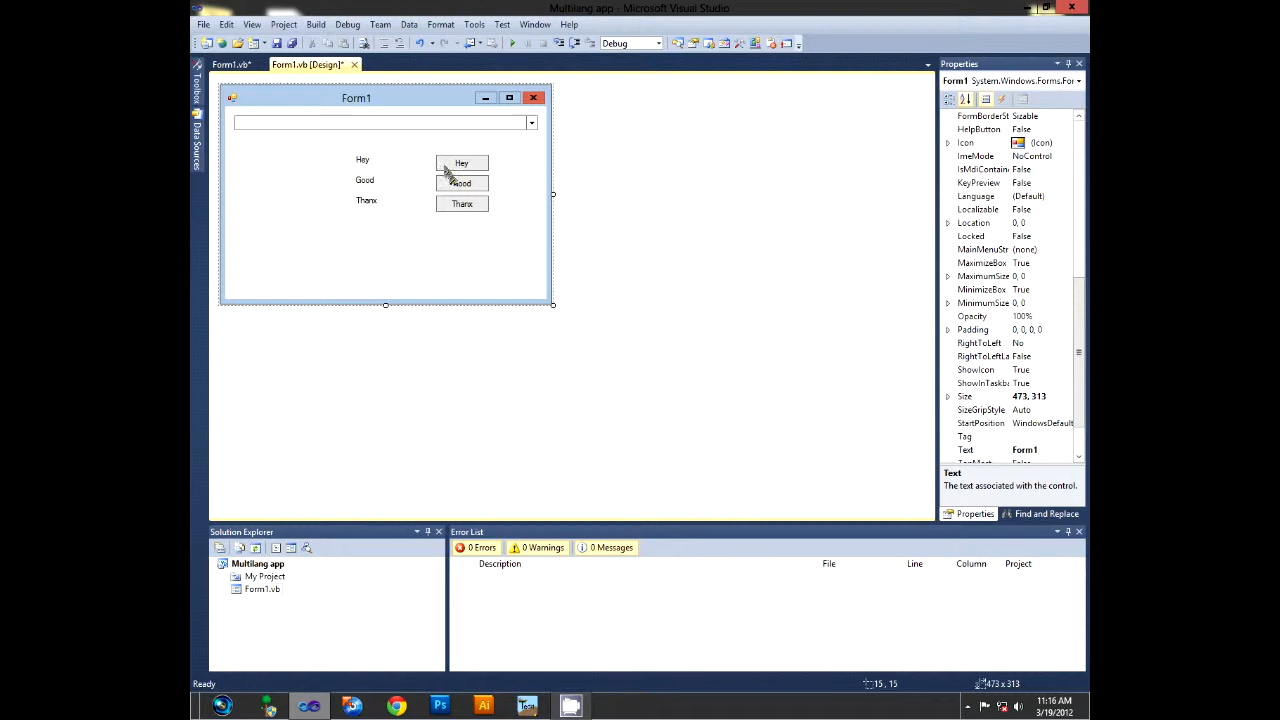 Multilang app - Microsoft Visual Studio
File Edit View Project Build Debug Team Data Format Tools Test Window Help
Debug
Form1.vb* Form1.vb [Design]*
Toolbox
Data Sources
Form1
Hey Hey
Good
Thanx Thanx
Properties
Form1 System.Windows.Forms.For
FormBorderSt Sizable
HelpButton False
Icon (Icon)
ImeMode NoControl
IsMdiContain False
KeyPreview False
Language (Default)
Localizable False
Location 0, 0
Locked False
MainMenuStr (none)
MaximizeBox True
MaximumSize 0, 0
MinimizeBox True
MinimumSize 0, 0
Opacity 100%
Padding 0, 0, 0, 0
RightToLeft No
RightToLeftLa False
ShowIcon True
ShowInTaskba True
Size 473, 313
SizeGripStyle Auto
StartPosition WindowsDefault
Tag
Text Form1
Text
The text associated with the control.
Properties Find and Replace
Solution Explorer
Multilang app
My Project
Form1.vb
Error List
0 Errors 0 Warnings 0 Messages
Description File Line Column Project
Ready 15 , 15 473 x 313
Ps Ai
11:16 AM
3/19/2012